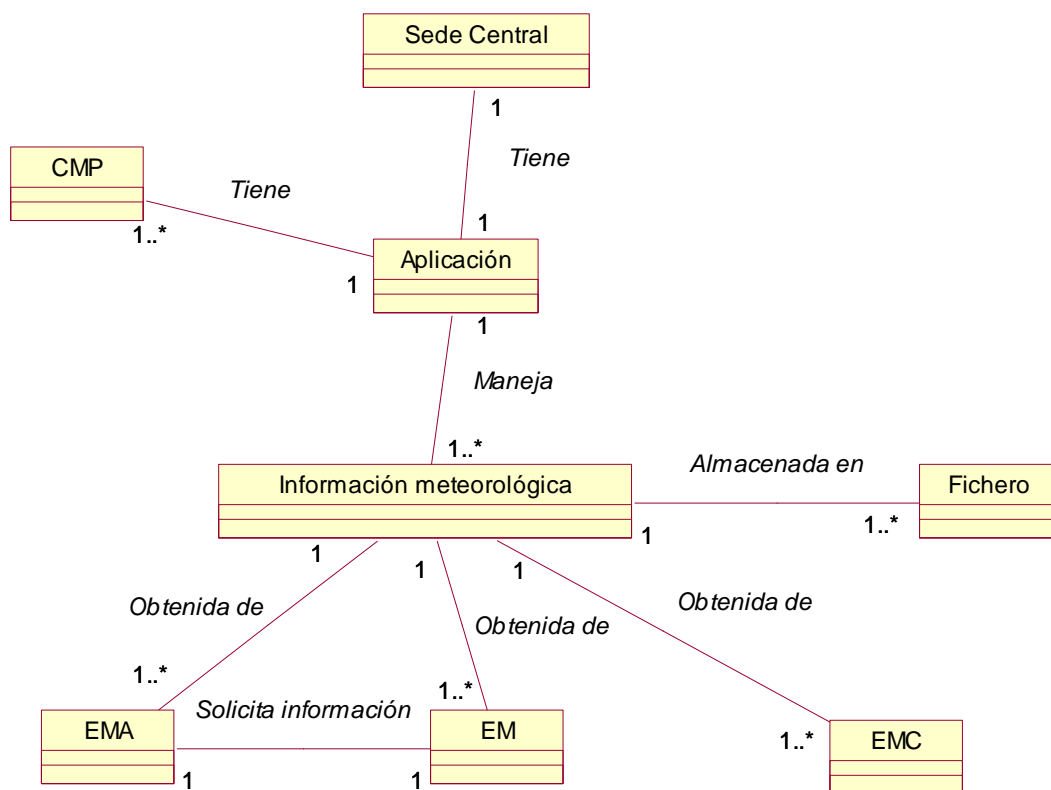 Sede Central
1
Tiene
CMP
Tiene
1..*
1
Aplicación
1
1
Maneja
1..*
Información meteorológica
Almacenada en
Fichero
1
1..*
1
1
1
Obtenida de
Obtenida de
Obtenida de
1..*
1..*
1..*
EMA
Solicita información
EM
EMC
1
1